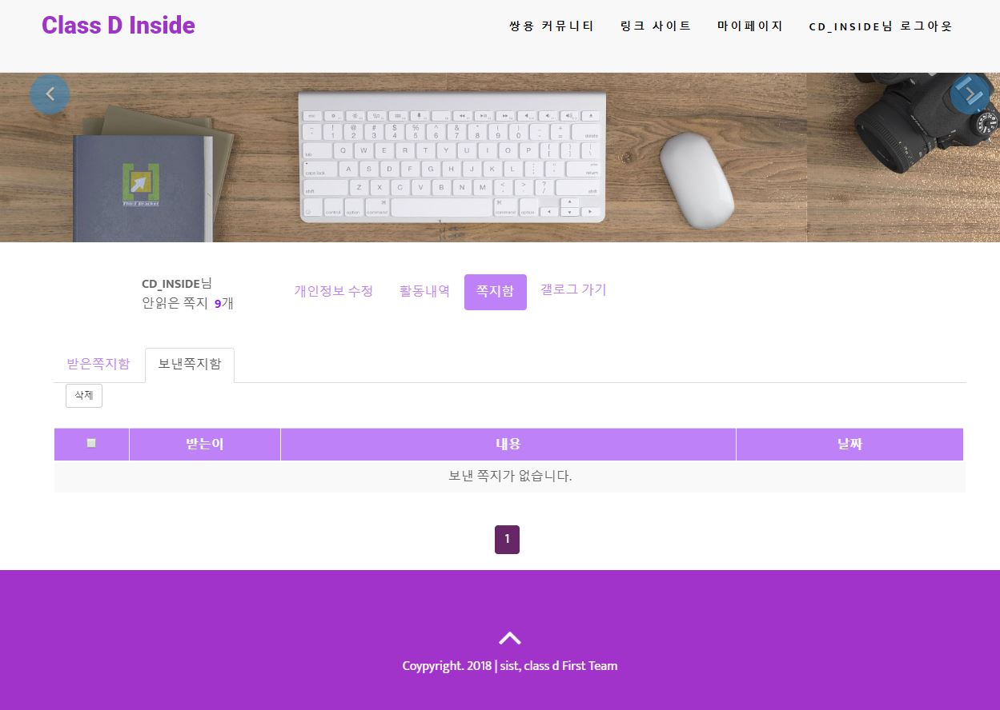 Class D Inside
쌍용 커뮤니티 링크 사이트 마이페이지 CD_INSIDE님 로그아웃
CD_INSIDE님
안읽은 쪽지 9개
개인정보 수정 활동내역 쪽지함 갤로그 가기
받은쪽지함 보낸쪽지함
삭제
받는이 내용 날짜
보낸 쪽지가 없습니다.
1
Coypyright. 2018 | sist, class d First Team